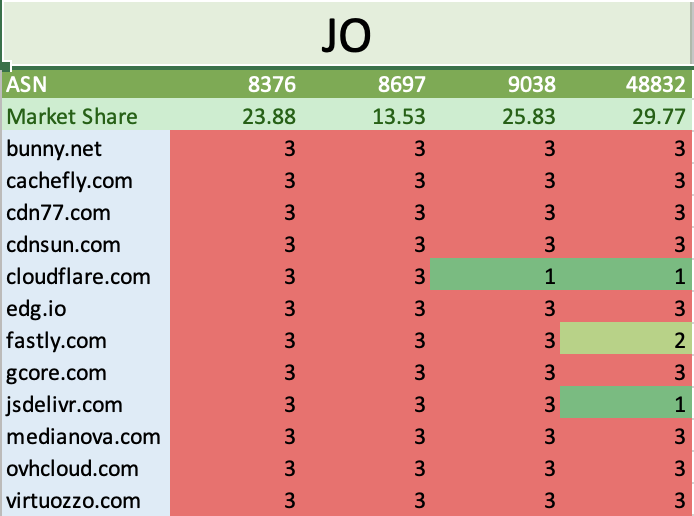 JO
ASN 8376 8697 9038 48832
Market Share 23.88 13.53 25.83 29.77
bunny.net 3 3 3 3
cachefly.com 3 3 3 3
cdn77.com 3 3 3 3
cdnsun.com 3 3 3 3
cloudflare.com 3 3 1 1
edg.io 3 3 3 3
fastly.com 3 3 3 2
gcore.com 3 3 3 3
jsdelivr.com 3 3 3 1
medianova.com 3 3 3 3
ovhcloud.com 3 3 3 3
virtuozzo.com 3 3 3 3